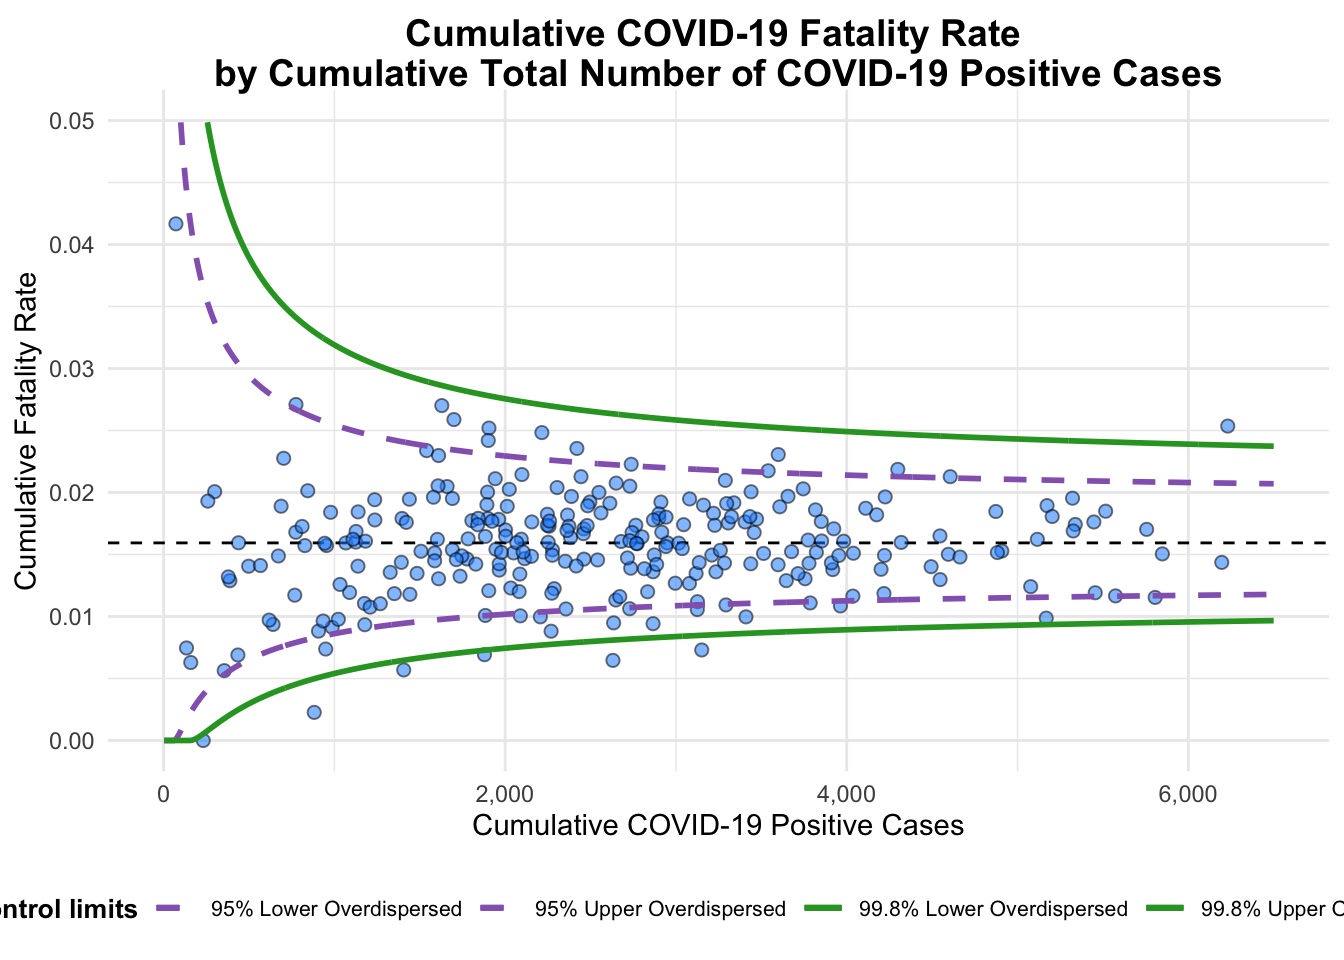 Cumulative COVID-19 Fatality Rate
by Cumulative Total Number of COVID-19 Positive Cases
0.05
0.04
0.03
0.02
0.01
0.00
Cumulative Fatality Rate
0 2,000 4,000 6,000
Cumulative COVID-19 Positive Cases
ntrol limits 95% Lower Overdispersed 95% Upper Overdispersed 99.8% Lower Overdispersed 99.8% Upper O